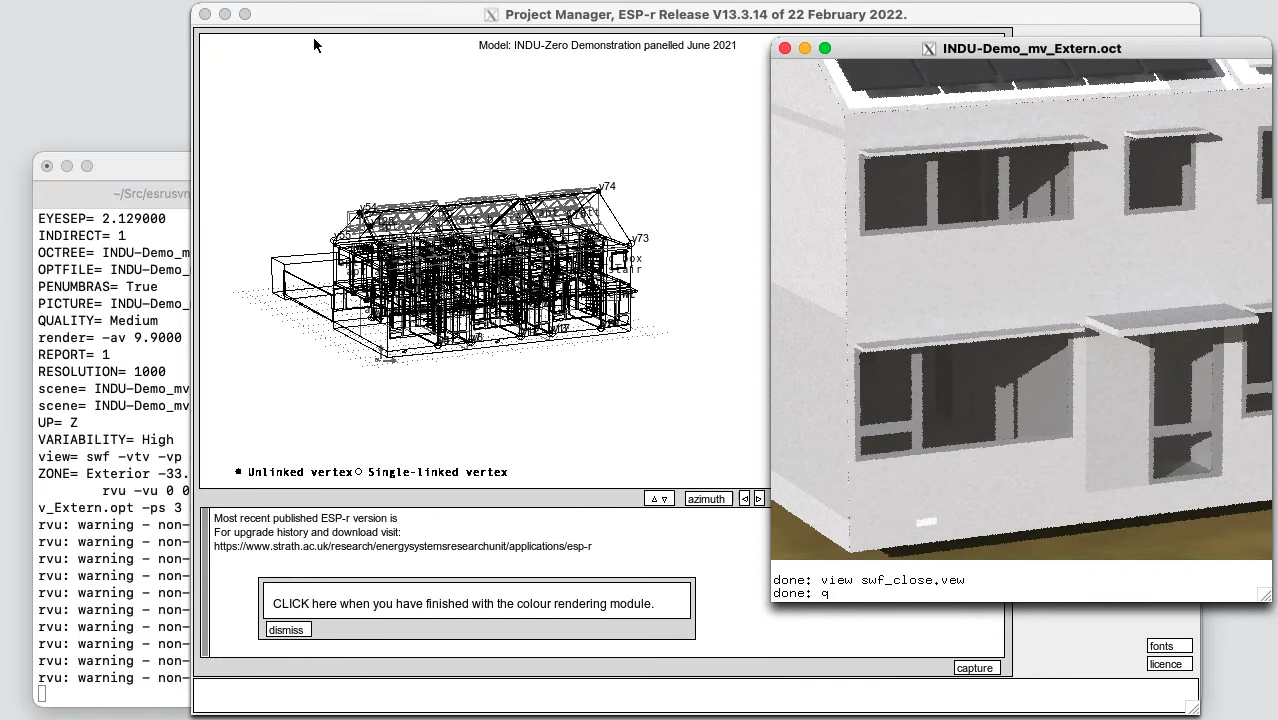 Project Manager, ESP-r Release V13.3.14 of 22 February 2022.
Model: INDU-Zero Demonstration panelled June 2021
INDU-Demo_mv_Extern.oct
~/Src/esrusvn
EYESEP= 2.129000
INDIRECT= 1
OCTREE= INDU-Demo_mv
OPTFILE= INDU-Demo_
PENUMBRAS= True
PICTURE= INDU-Demo_
QUALITY= Medium
render= -av 9.9000
REPORT= 1
RESOLUTION= 1000
scene= INDU-Demo_mv
scene= INDU-Demo_mv
UP= Z
VARIABILITY= High
view= swf -vtv -vp
ZONE= Exterior -33.
rvu -vu 0 0
v_Extern.opt -ps 3
rvu: warning - non-
rvu: warning - non-
rvu: warning - non-
rvu: warning - non-
rvu: warning - non-
rvu: warning - non-
rvu: warning - non-
rvu: warning - non-
rvu: warning - non-
rvu: warning - non-
v74
v54
v73
stair
Unlinked vertex Single-linked vertex
azimuth
Most recent published ESP-r version is
For upgrade history and download visit:
https://www.strath.ac.uk/research/energysystemsresearchunit/applications/esp-r
CLICK here when you have finished with the colour rendering module.
dismiss
capture
done: view swf_close.vew
done: q
fonts
licence